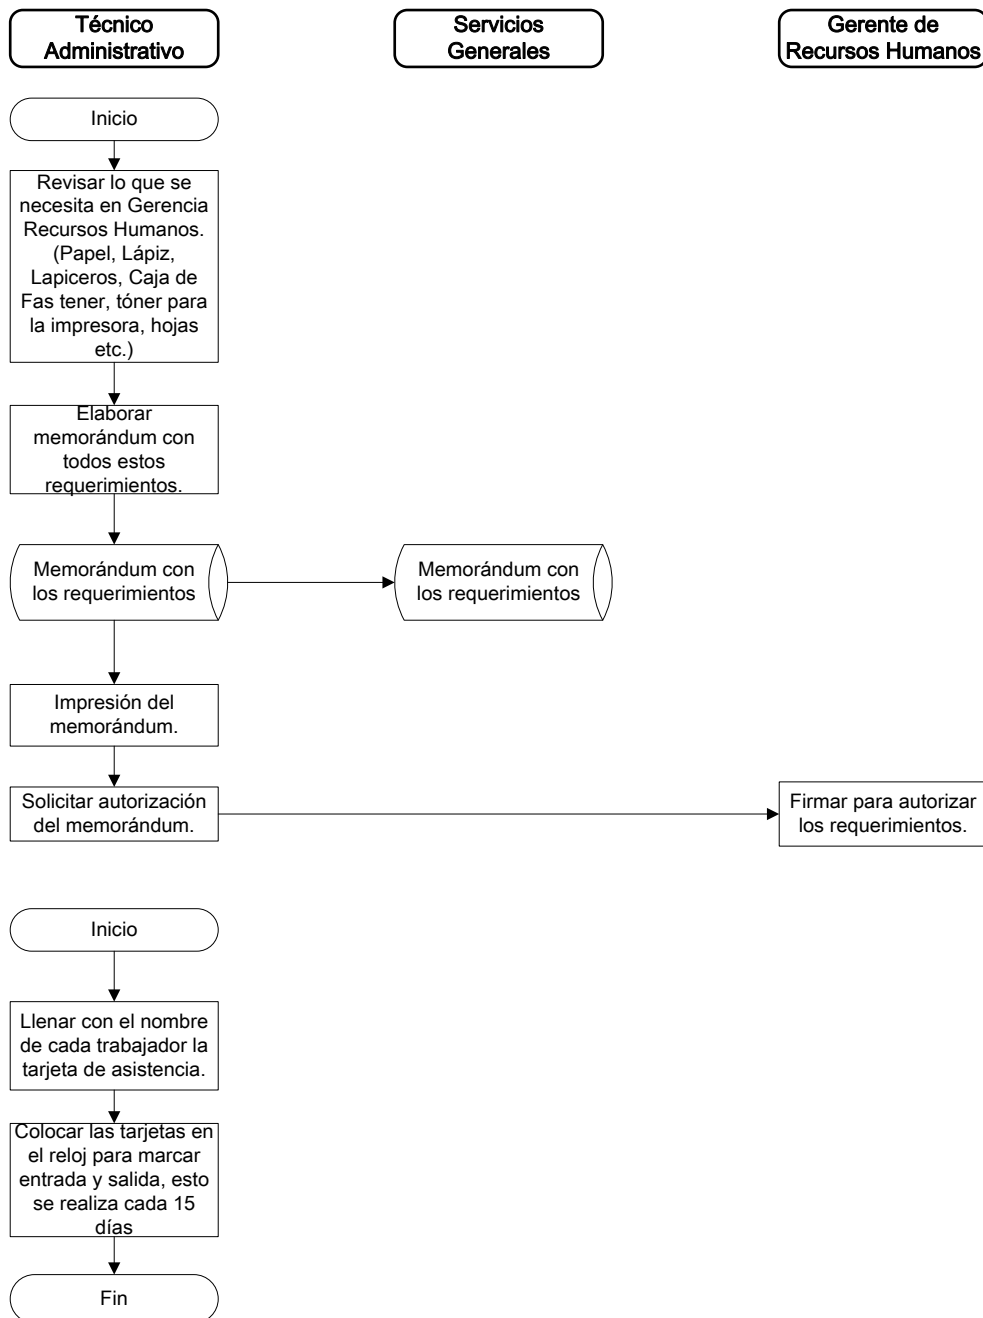 Técnico
Administrativo
Servicios
Generales
Gerente de
Recursos Humanos
Inicio
Revisar lo que se
necesita en Gerencia
Recursos Humanos.
(Papel, Lápiz,
Lapiceros, Caja de
Fas tener, tóner para
la impresora, hojas
etc.)
Elaborar
memorándum con
todos estos
requerimientos.
Memorándum con
los requerimientos
Memorándum con
los requerimientos
Impresión del
memorándum.
Solicitar autorización
del memorándum.
Firmar para autorizar
los requerimientos.
Inicio
Llenar con el nombre
de cada trabajador la
tarjeta de asistencia.
Colocar las tarjetas en
el reloj para marcar
entrada y salida, esto
se realiza cada 15
días
Fin